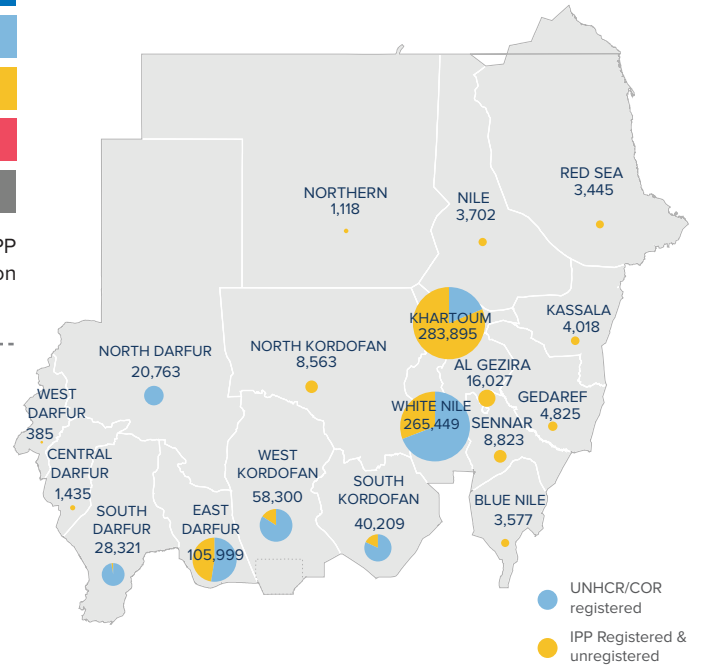 PP
on
NORTHERN
1,118
NILE
3,702
RED SEA
3,445
KHARTOUM
283,895
KASSALA
4,018
NORTH DARFUR
20,763
NORTH KORDOFAN
8,563
AL GEZIRA
16,027
WEST
DARFUR
385
WHITE NILE
265,449
GEDAREF
4,825
SENNAR
8,823
CENTRAL
DARFUR
1,435
WEST
KORDOFAN
58,300
SOUTH
KORDOFAN
40,209
SOUTH
DARFUR
28,321
EAST
DARFUR
105,999
BLUE NILE
3,577
UNHCR/COR
registered
IPP Registered &
unregistered